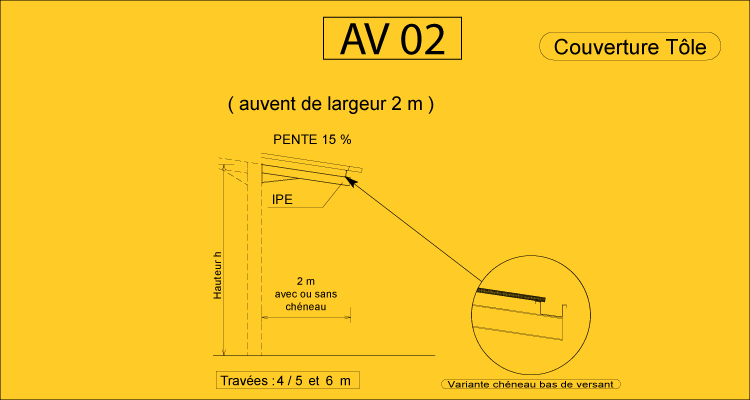 AV 02
Couverture Tôle
( auvent de largeur 2 m )
PENTE 15 %
IPE
Hauteur h
2 m
avec ou sans
chéneau
Travées : 4 / 5 et 6 m
Variante chéneau bas de versant